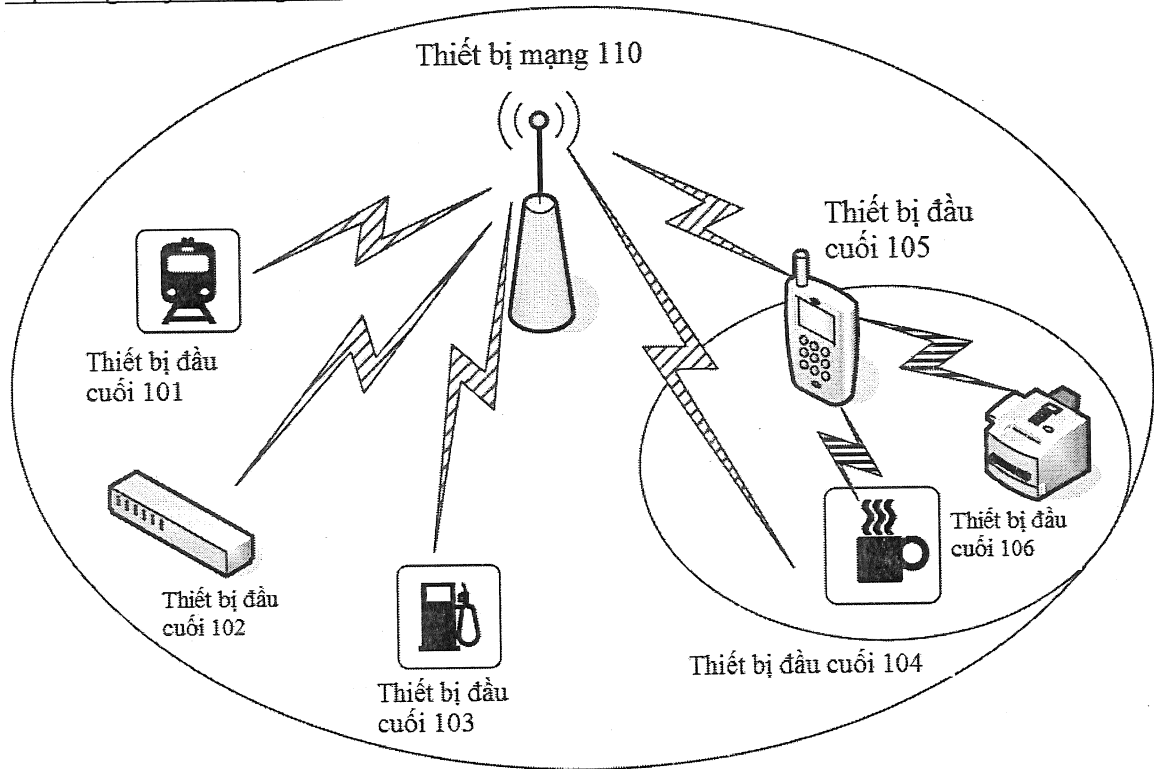 Thiết bị mạng 110
Thiết bị đầu
cuối 105
Thiết bị đầu
cuối 101
Thiết bị đầu
cuối 106
Thiết bị đầu
cuối 102
Thiết bị đầu cuối 104
Thiết bị đầu
cuối 103